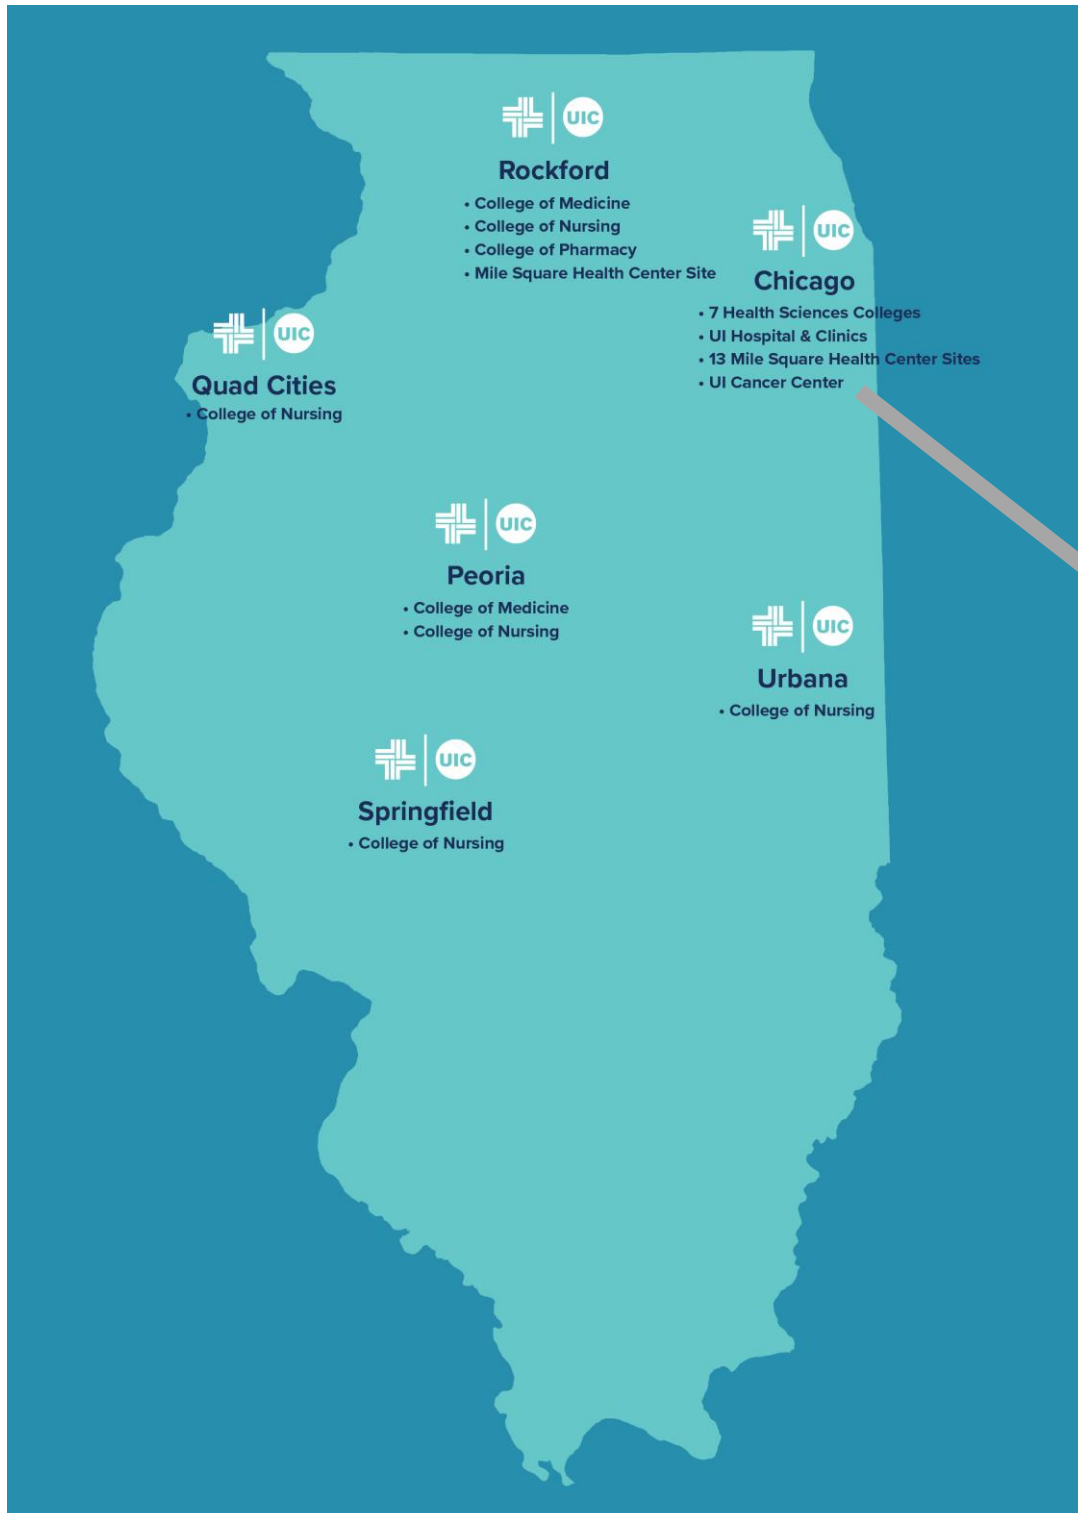 UIC
Rockford
• College of Medicine
• College of Nursing
• College of Pharmacy
• Mile Square Health Center Site
UIC
Chicago
• 7 Health Sciences Colleges
• UI Hospital & Clinics
• 13 Mile Square Health Center Sites
• UI Cancer Center
UIC
Quad Cities
• College of Nursing
UIC
Peoria
• College of Medicine
• College of Nursing
UIC
Urbana
• College of Nursing
UIC
Springfield
• College of Nursing